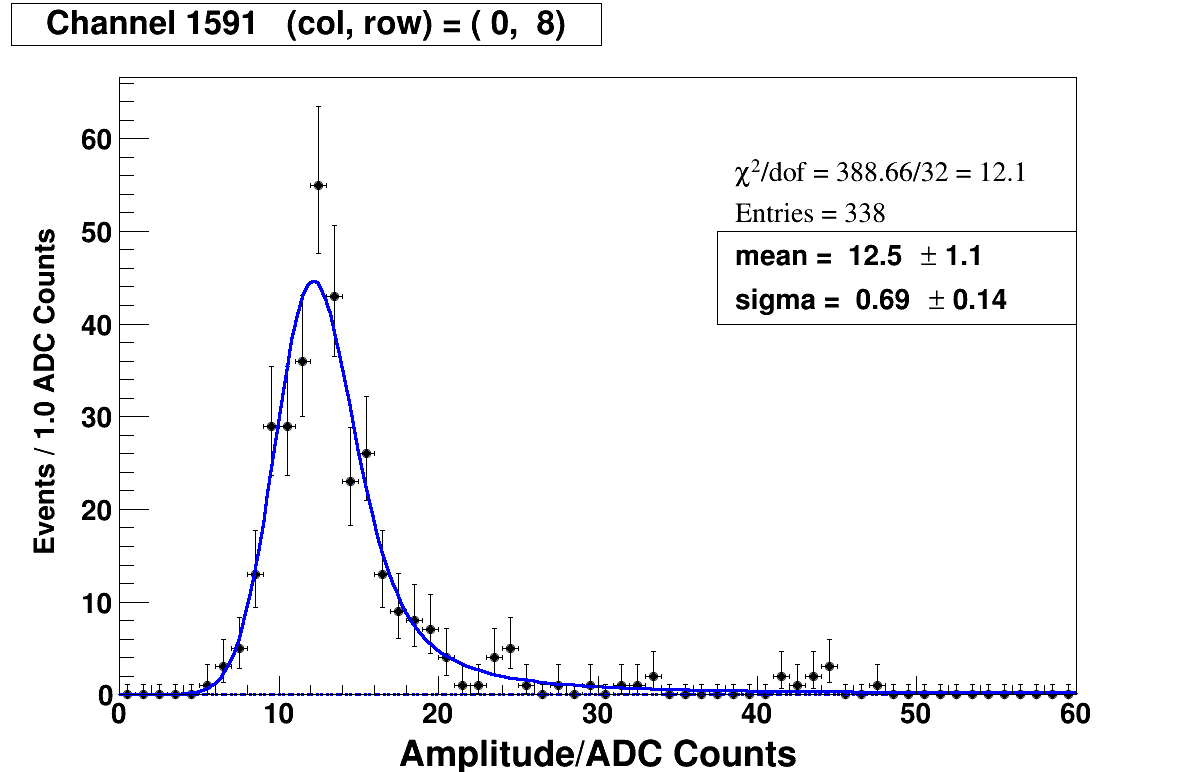 Channel 1591 (col, row) = ( 0, 8)
χ²/dof = 388.66/32 = 12.1
Entries = 338
mean = 12.5 ± 1.1
sigma = 0.69 ± 0.14
Events / 1.0 ADC Counts
60
50
40
30
20
10
0
0 10 20 30 40 50 60
Amplitude/ADC Counts